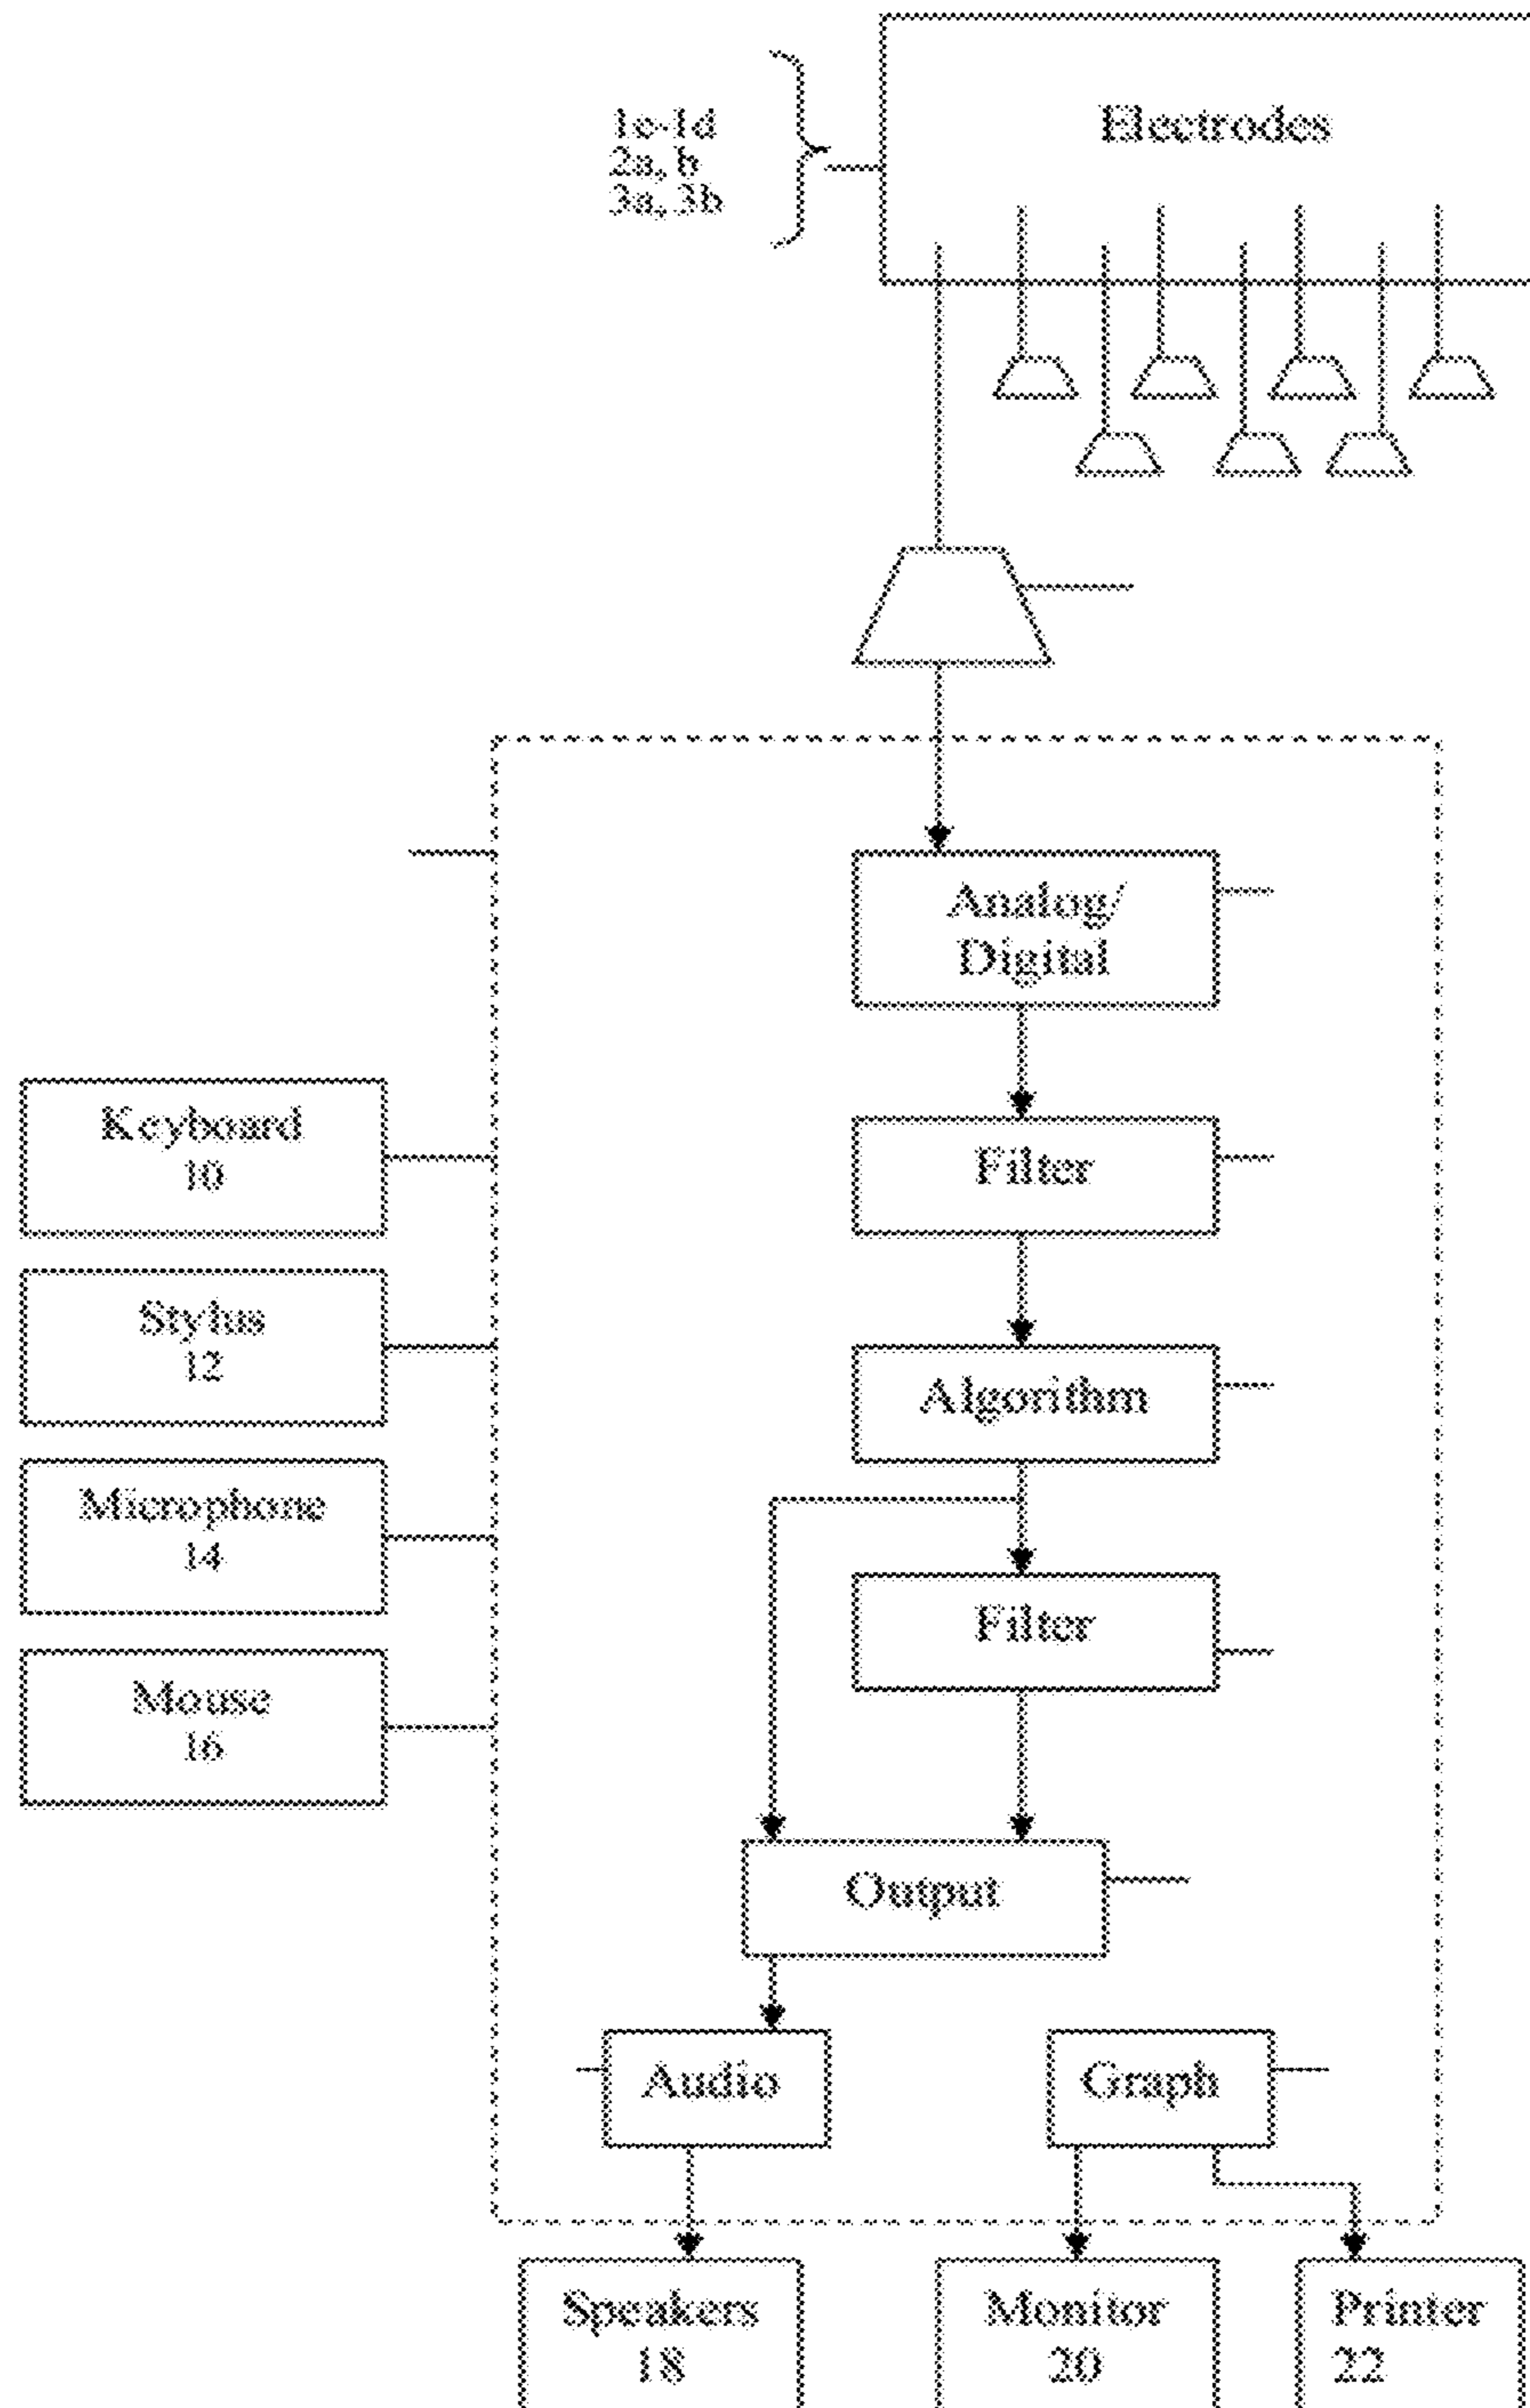 1c-1d
2a, b
3a, 3b
Electrodes
Analog/
Digital
Keyboard
10
Filter
Stylus
12
Algorithm
Microphone
14
Filter
Mouse
16
Output
Audio
Graph
Speakers
18
Monitor
20
Printer
22